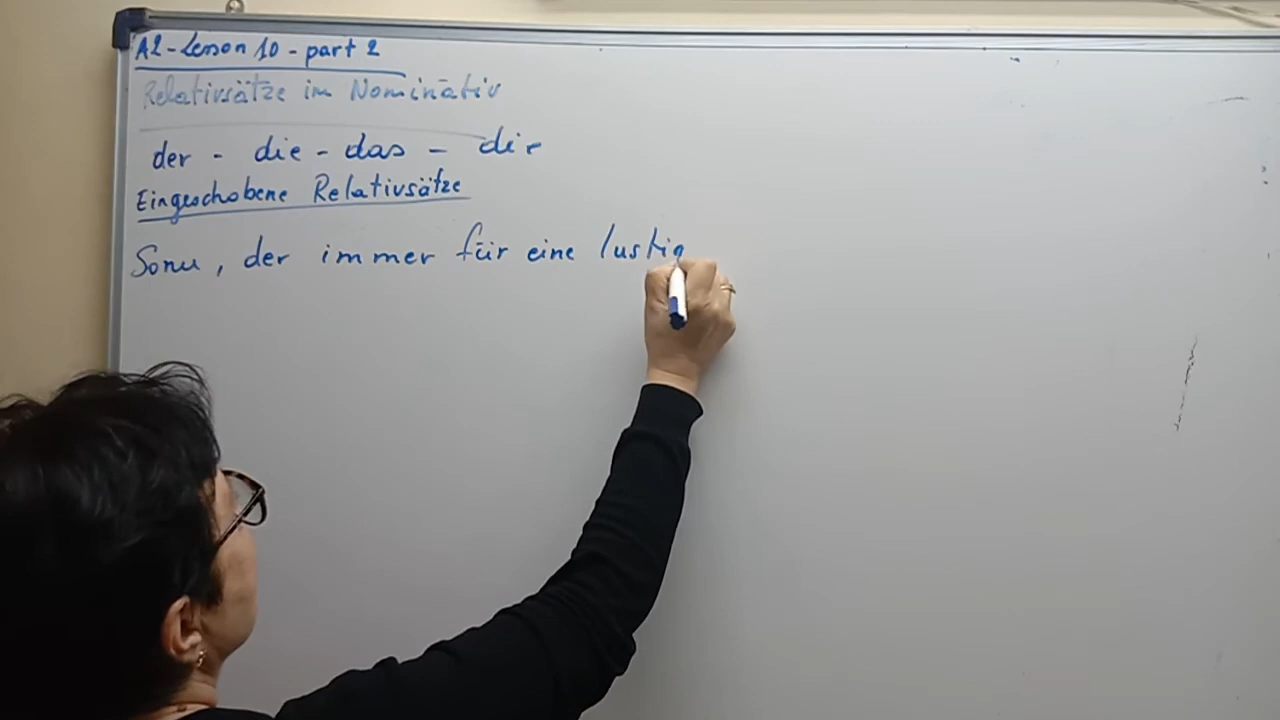 A2 - Lesson 10 - part 2
Relativsätze im Nominativ
der - die - das - die
Eingeschobene Relativsätze
Sonu, der immer für eine lustig